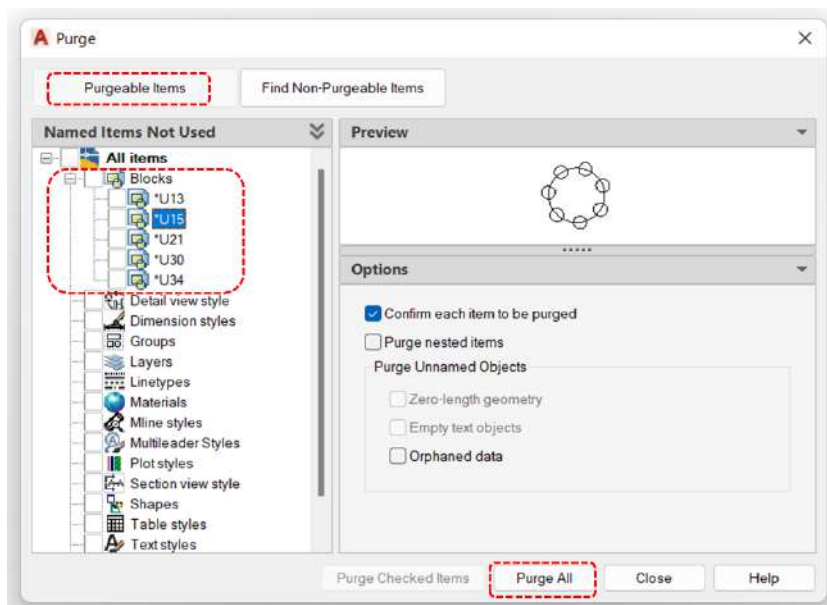 Purge
Purgeable Items
Find Non-Purgeable Items
Named Items Not Used
All items
Blocks
*U13
*U15
*U21
*U30
*U34
Detail view style
Dimension styles
Groups
Layers
Linetypes
Materials
Mline styles
Multileader Styles
Plot styles
Section view style
Shapes
Table styles
Text styles
Preview
Options
Confirm each item to be purged
Purge nested items
Purge Unnamed Objects
Zero-length geometry
Empty text objects
Orphaned data
Purge Checked Items
Purge All
Close
Help